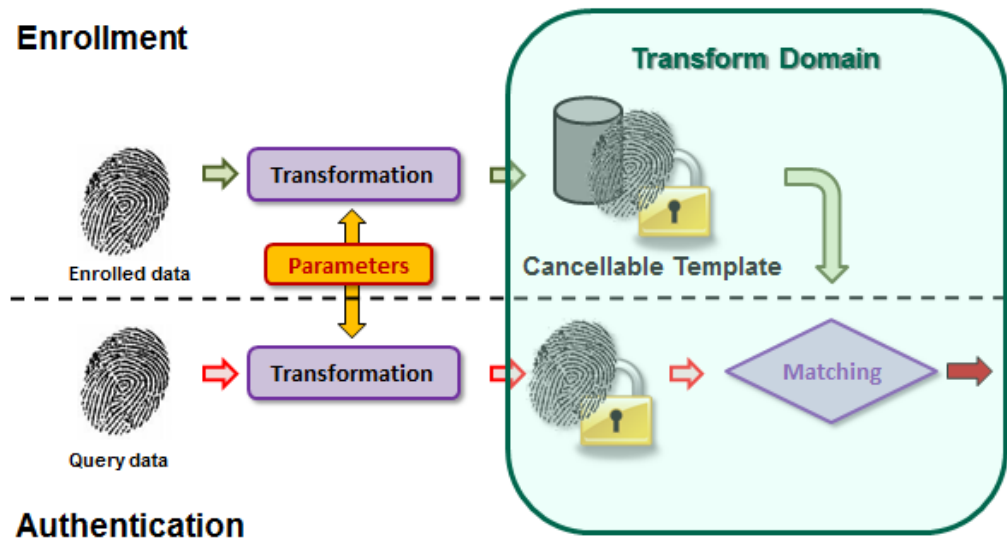 Enrollment
Transform Domain
Transformation
Enrolled data
Parameters
Cancellable Template
Transformation
Matching
Query data
Authentication